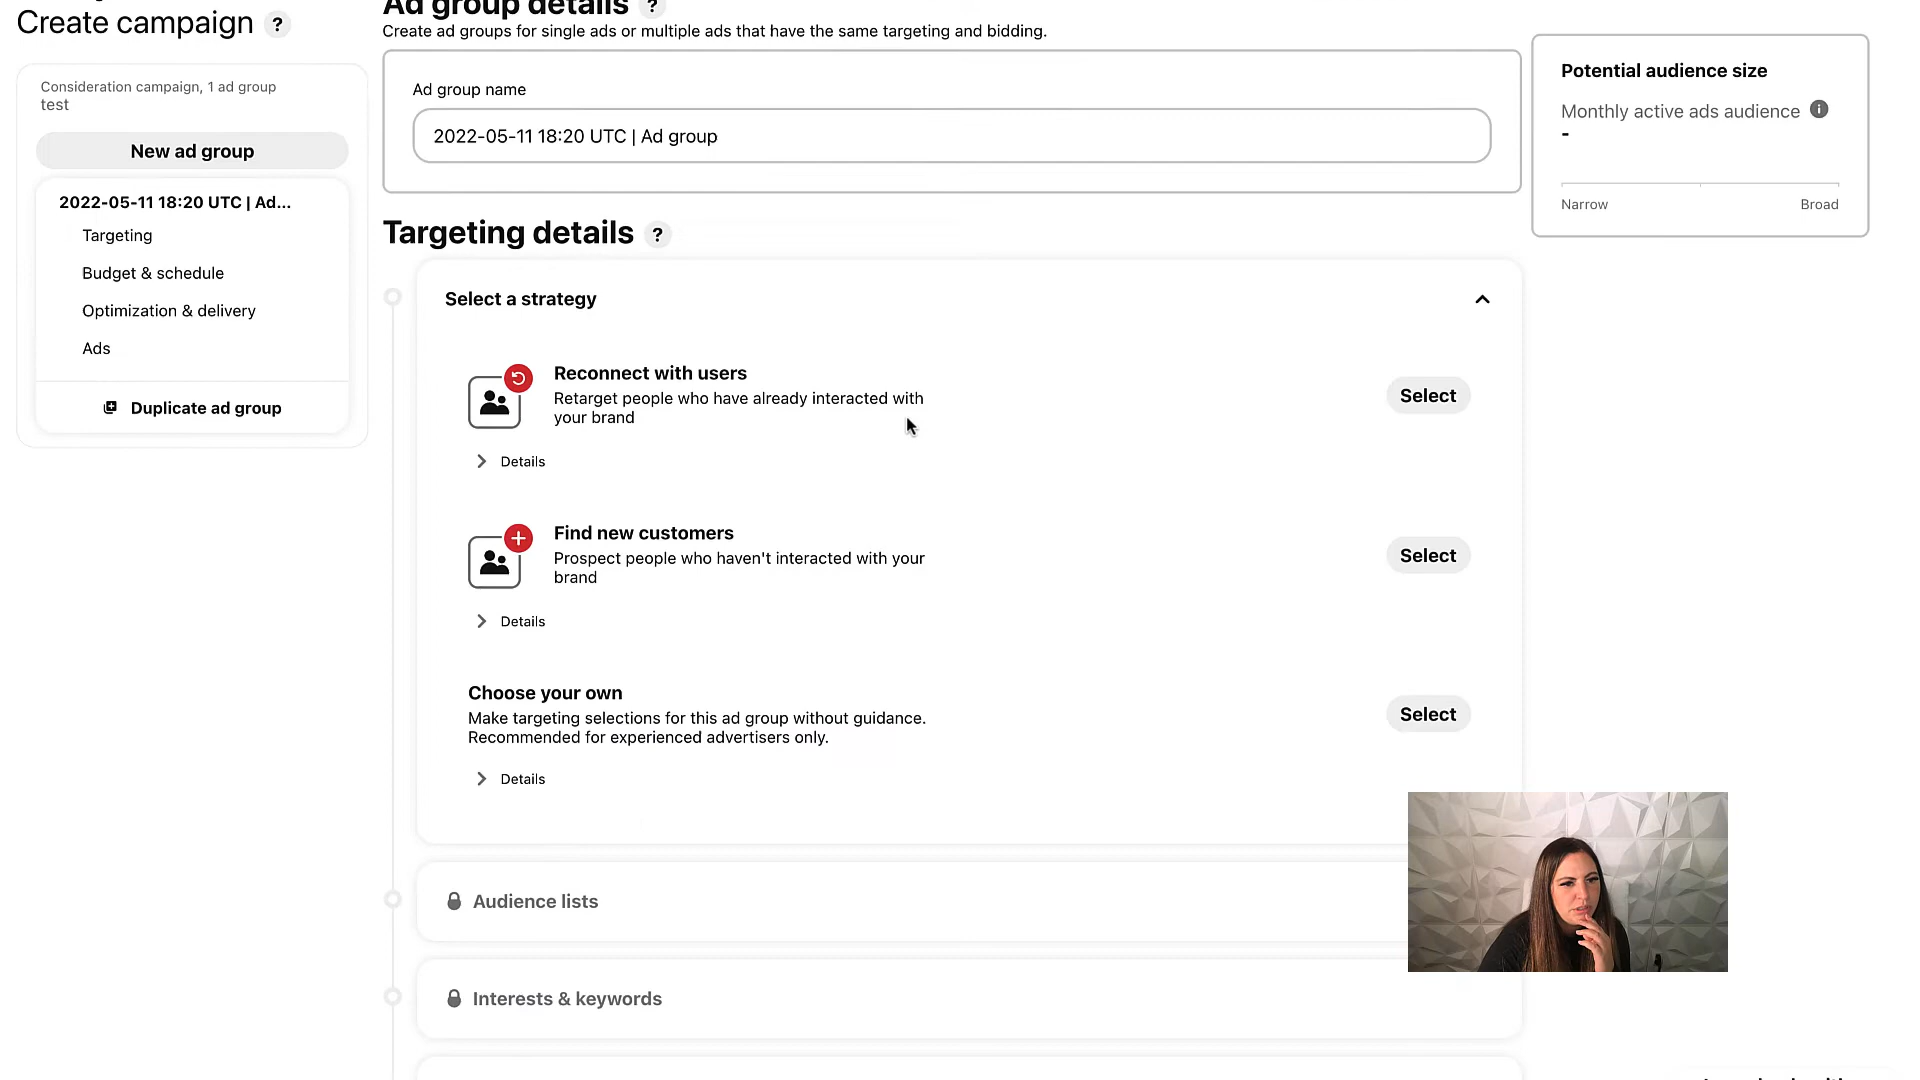 Create campaign ?
Consideration campaign, 1 ad group
test
New ad group
2022-05-11 18:20 UTC | Ad...
Targeting
Budget & schedule
Optimization & delivery
Ads
Duplicate ad group
Ad group details ?
Create ad groups for single ads or multiple ads that have the same targeting and bidding.
Ad group name
2022-05-11 18:20 UTC | Ad group
Targeting details ?
Select a strategy
Reconnect with users
Retarget people who have already interacted with
your brand
Select
Details
Find new customers
Prospect people who haven't interacted with your
brand
Select
Details
Choose your own
Make targeting selections for this ad group without guidance.
Recommended for experienced advertisers only.
Select
Details
Audience lists
Interests & keywords
Potential audience size
Monthly active ads audience
-
Narrow
Broad